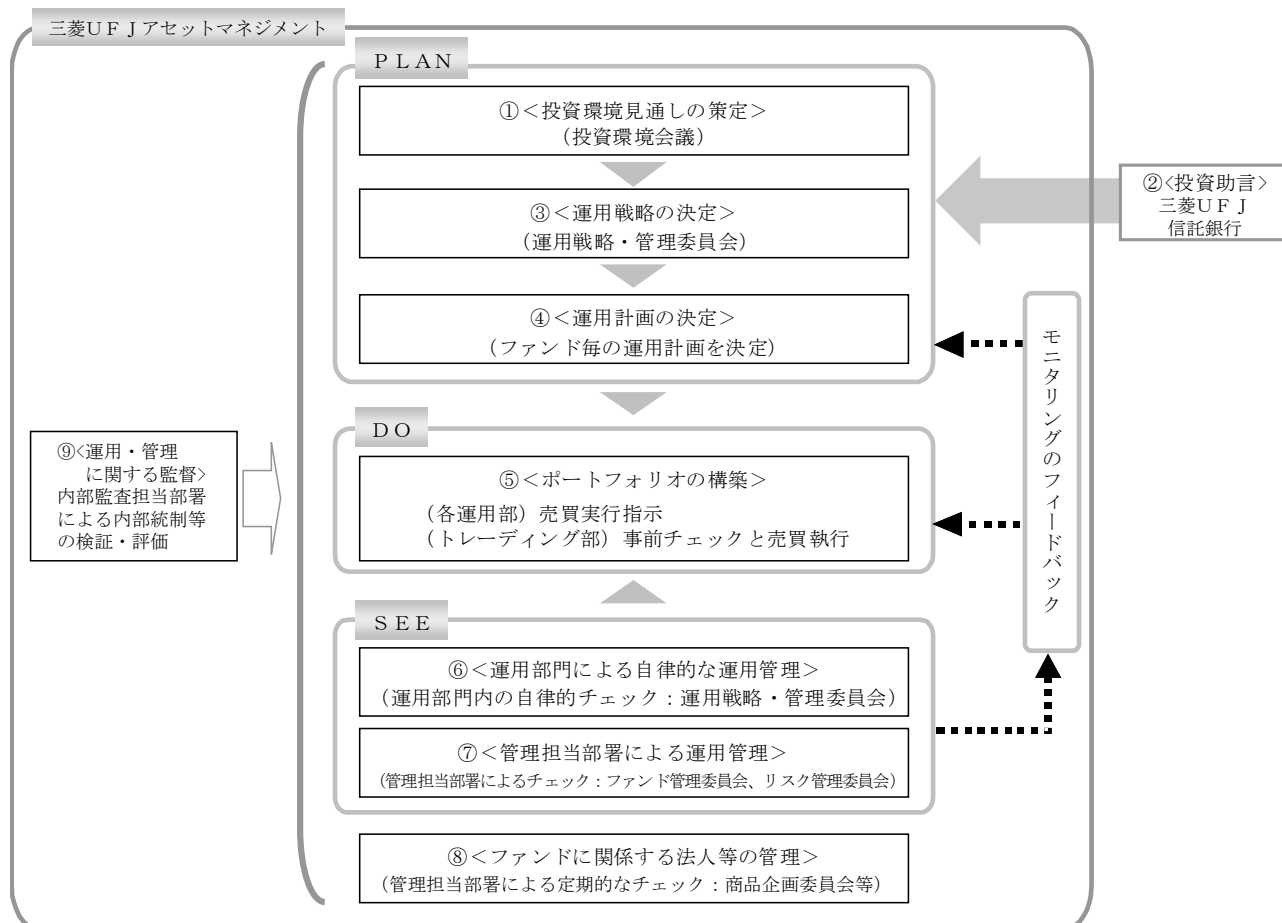 三菱ＵＦＪアセットマネジメント
ＰＬＡＮ
①＜投資環境見通しの策定＞
（投資環境会議）
②<投資助言>
三菱ＵＦＪ
信託銀行
③＜運用戦略の決定＞
（運用戦略・管理委員会）
④＜運用計画の決定＞
（ファンド毎の運用計画を決定）
ＤＯ
⑤＜ポートフォリオの構築＞
（各運用部）売買実行指示
（トレーディング部）事前チェックと売買執行
ＳＥＥ
⑥＜運用部門による自律的な運用管理＞
（運用部門内の自律的チェック：運用戦略・管理委員会）
⑦＜管理担当部署による運用管理＞
（管理担当部署によるチェック：ファンド管理委員会、リスク管理委員会）
⑧＜ファンドに関係する法人等の管理＞
（管理担当部署による定期的なチェック：商品企画委員会等）
⑨<運用・管理
に関する監督>
内部監査担当部署
による内部統制等
の検証・評価
モニタリングのフィードバック